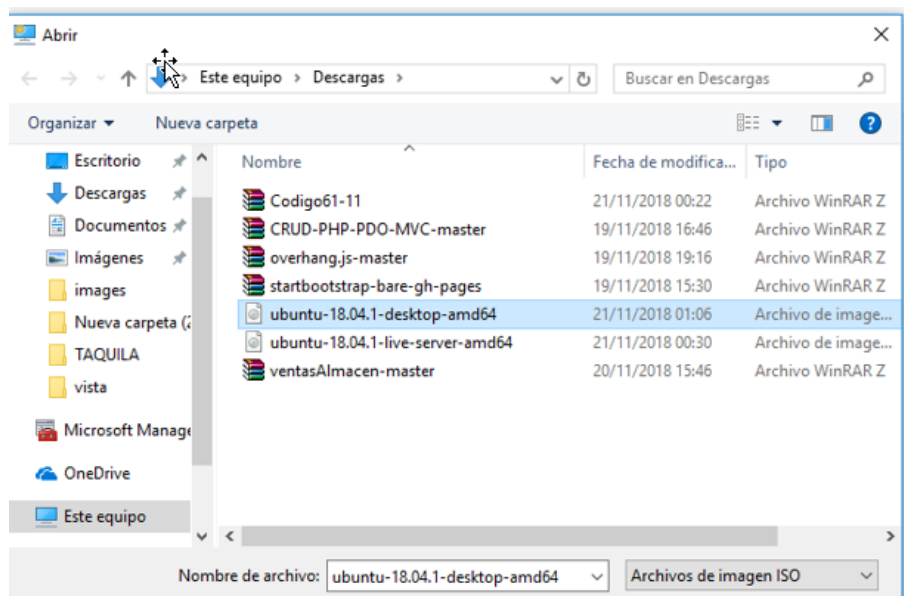 Abrir
Este equipo > Descargas >
Buscar en Descargas
Organizar
Nueva carpeta
Nombre
Fecha de modifica...
Tipo
Escritorio
Descargas
Documentos
Imágenes
images
Nueva carpeta (2
TAQUILA
vista
Microsoft Manage
OneDrive
Este equipo
Codigo61-11 21/11/2018 00:22 Archivo WinRAR Z
CRUD-PHP-PDO-MVC-master 19/11/2018 16:46 Archivo WinRAR Z
overhang.js-master 19/11/2018 19:16 Archivo WinRAR Z
startbootstrap-bare-gh-pages 19/11/2018 15:30 Archivo WinRAR Z
ubuntu-18.04.1-desktop-amd64 21/11/2018 01:06 Archivo de image...
ubuntu-18.04.1-live-server-amd64 21/11/2018 00:30 Archivo de image...
ventasAlmacen-master 20/11/2018 15:46 Archivo WinRAR Z
Nombre de archivo: ubuntu-18.04.1-desktop-amd64
Archivos de imagen ISO